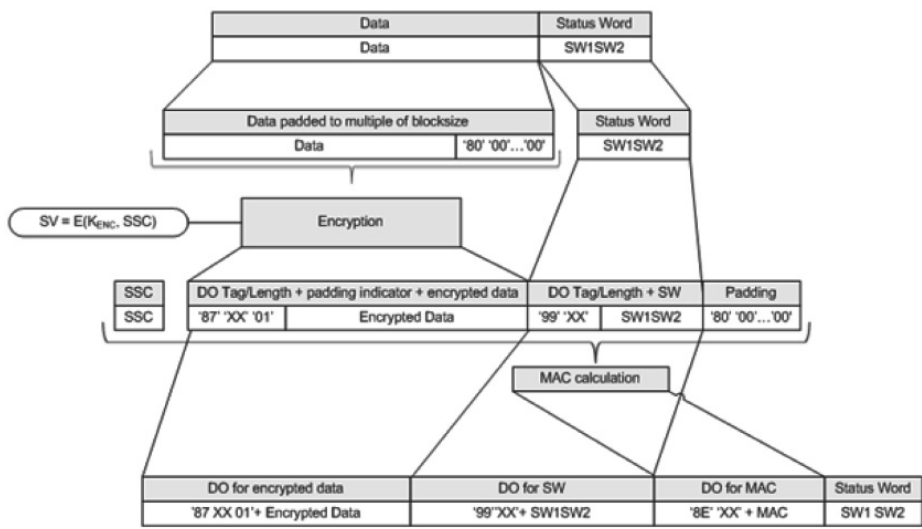 Data Status Word
Data SW1SW2
Data padded to multiple of blocksize Status Word
Data '80' '00'...'00' SW1SW2
SV = E(KENC, SSC) Encryption
SSC DO Tag/Length + padding indicator + encrypted data DO Tag/Length + SW Padding
SSC '87' 'XX' '01' Encrypted Data '99' 'XX' SW1SW2 '80' '00'...'00'
MAC calculation
DO for encrypted data DO for SW DO for MAC Status Word
'87 XX 01'+ Encrypted Data '99''XX'+ SW1SW2 '8E' 'XX' + MAC SW1 SW2